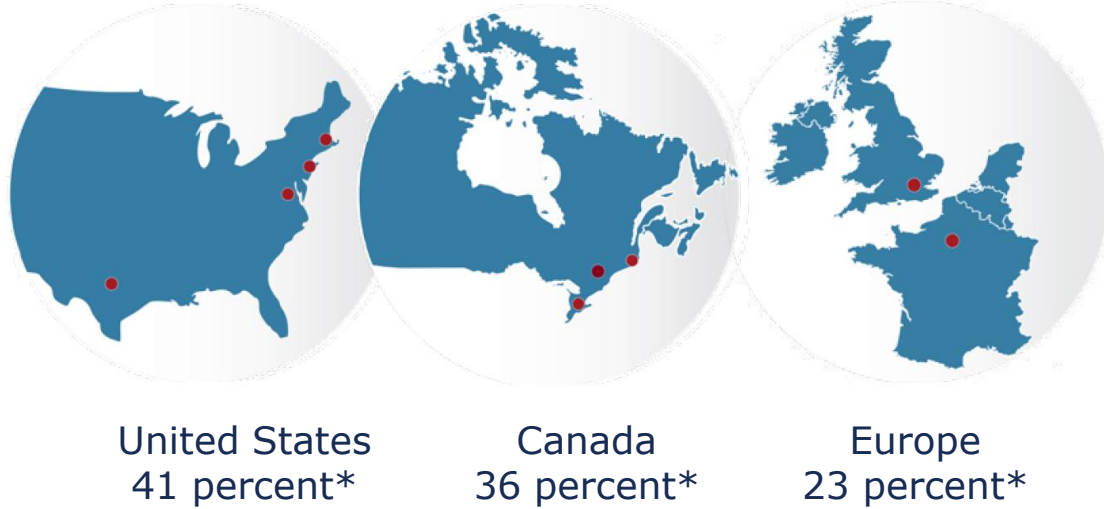 United States
41 percent*
Canada
36 percent*
Europe
23 percent*